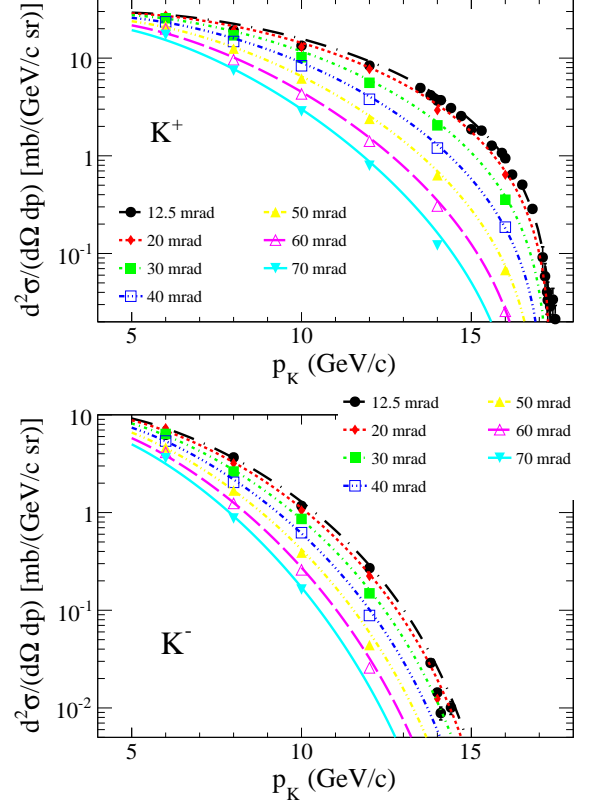 10
1
10⁻¹
d²σ/(dΩ dp) [mb/(GeV/c sr)]
K⁺
12.5 mrad
20 mrad
30 mrad
40 mrad
50 mrad
60 mrad
70 mrad
5 10 15
p_K (GeV/c)
12.5 mrad
20 mrad
30 mrad
40 mrad
50 mrad
60 mrad
70 mrad
10
1
10⁻¹
10⁻²
d²σ/(dΩ dp) [mb/(GeV/c sr)]
K⁻
5 10 15
p_K (GeV/c)